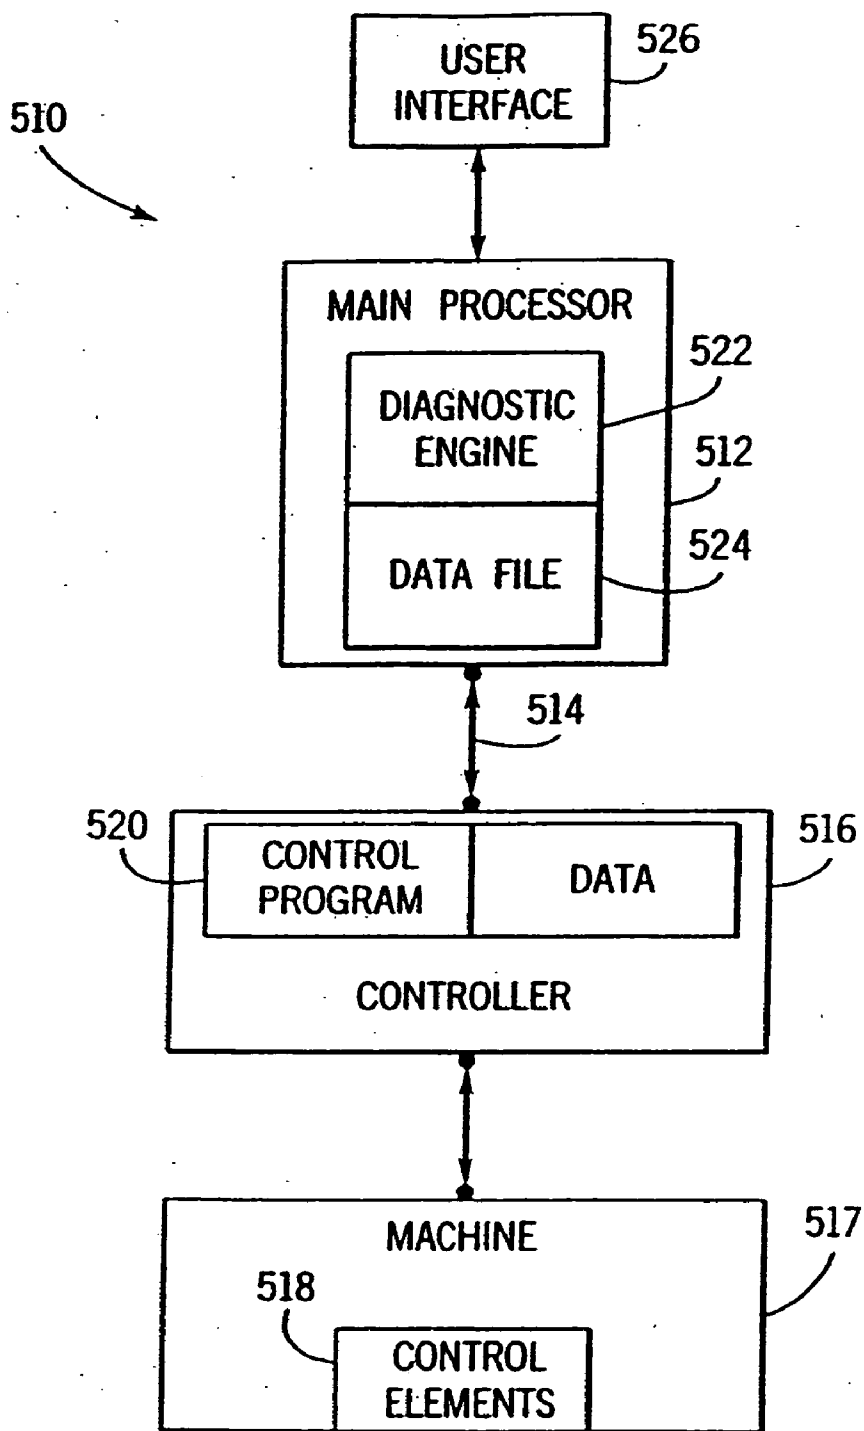 USER
INTERFACE
526
510
MAIN PROCESSOR
DIAGNOSTIC
ENGINE
522
512
DATA FILE
524
514
520
CONTROL
PROGRAM
DATA
516
CONTROLLER
MACHINE
517
518
CONTROL
ELEMENTS